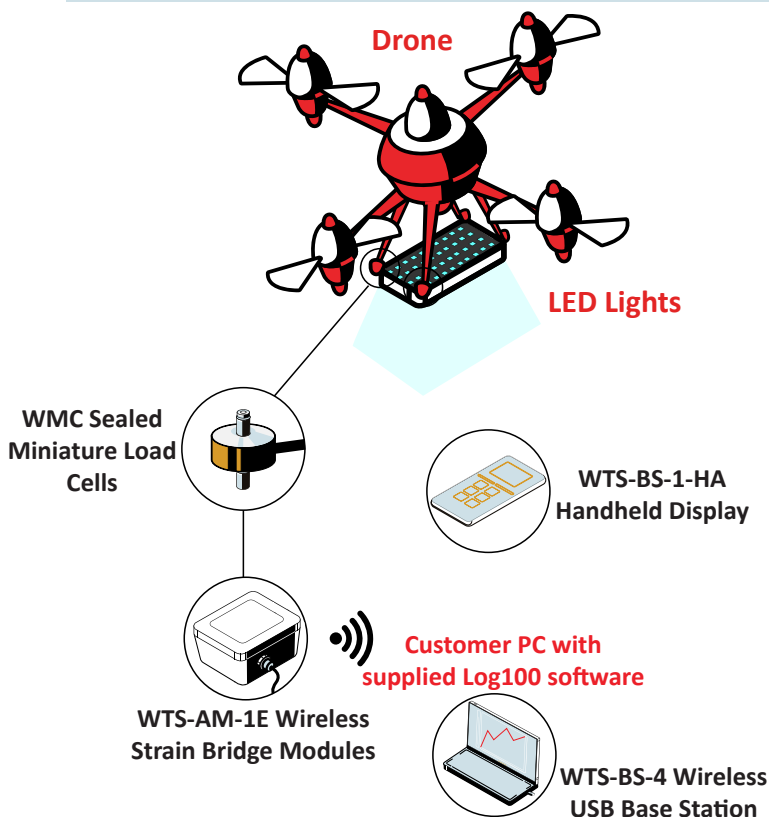 Drone
LED Lights
WMC Sealed
Miniature Load
Cells
WTS-BS-1-HA
Handheld Display
Customer PC with
supplied Log100 software
WTS-AM-1E Wireless
Strain Bridge Modules
WTS-BS-4 Wireless
USB Base Station